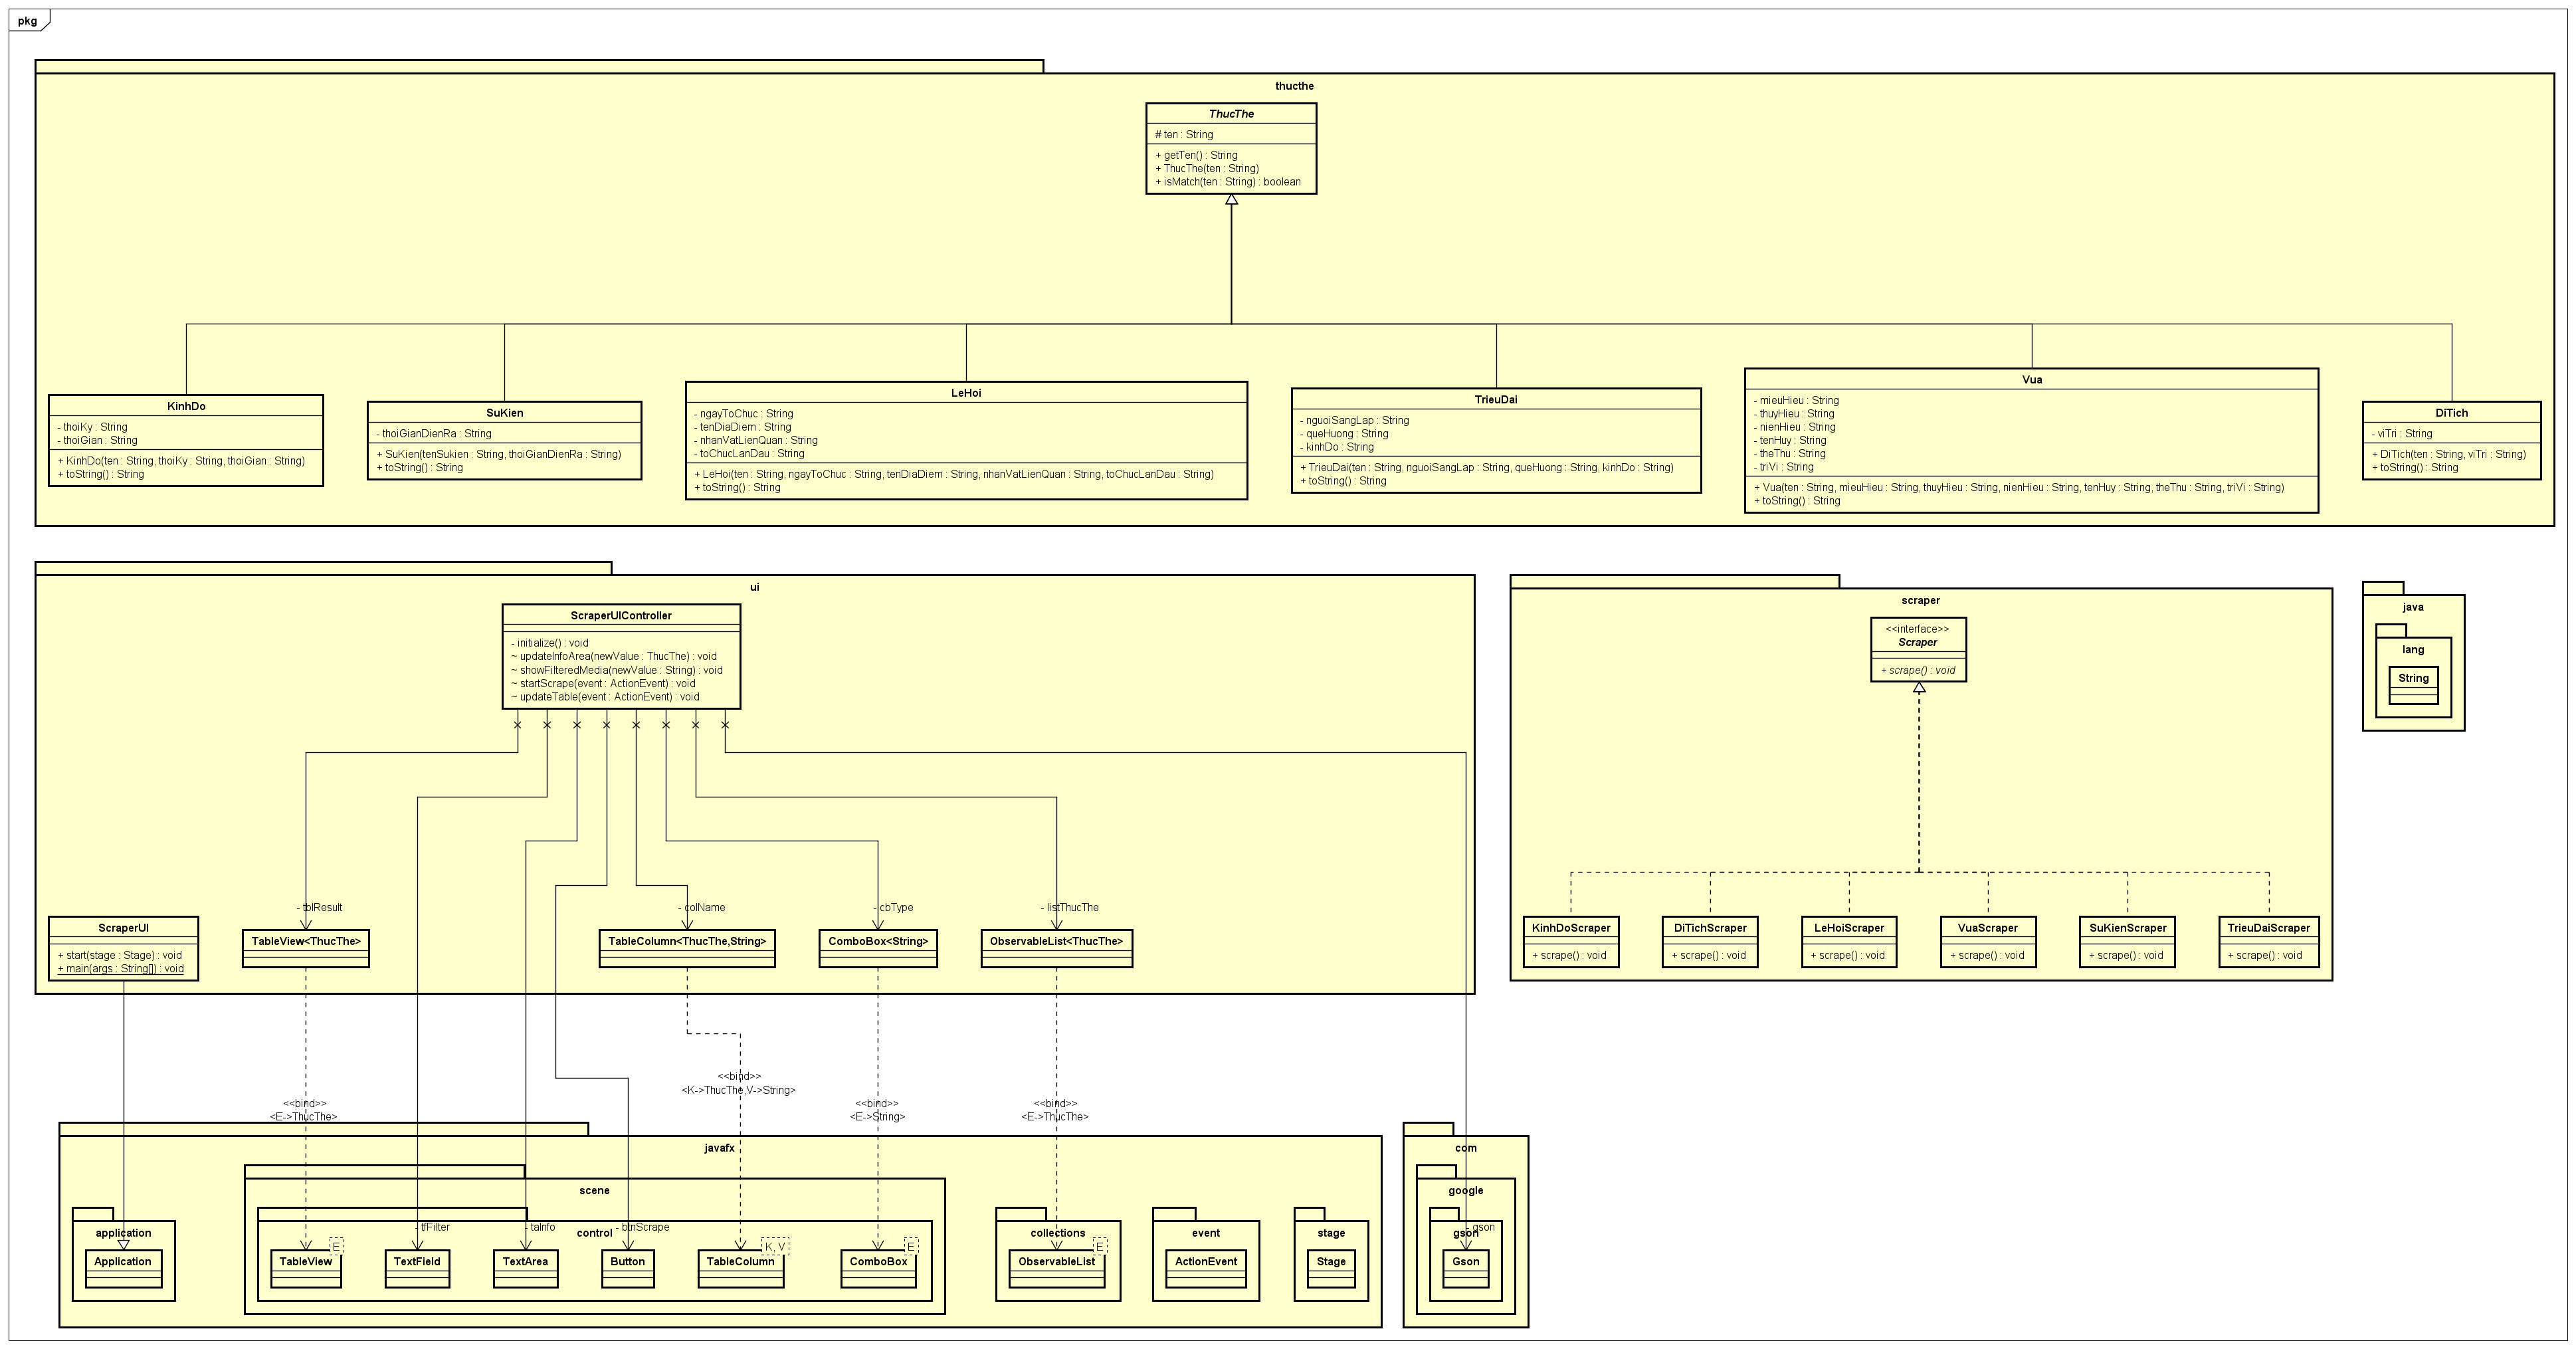 pkg
thucthe
ThucThe
# ten : String
+ getTen() : String
+ ThucThe(ten : String)
+ isMatch(ten : String) : boolean
KinhDo
- thoiKy : String
- thoiGian : String
+ KinhDo(ten : String, thoiKy : String, thoiGian : String)
+ toString() : String
SuKien
- thoiGianDienRa : String
+ SuKien(tenSukien : String, thoiGianDienRa : String)
+ toString() : String
LeHoi
- ngayToChuc : String
- tenDiaDiem : String
- nhanVatLienQuan : String
- toChucLanDau : String
+ LeHoi(ten : String, ngayToChuc : String, tenDiaDiem : String, nhanVatLienQuan : String, toChucLanDau : String)
+ toString() : String
TrieuDai
- nguoiSangLap : String
- queHuong : String
- kinhDo : String
+ TrieuDai(ten : String, nguoiSangLap : String, queHuong : String, kinhDo : String)
+ toString() : String
Vua
- mieuHieu : String
- thuyHieu : String
- nienHieu : String
- tenHuy : String
- theThu : String
- triVi : String
+ Vua(ten : String, mieuHieu : String, thuyHieu : String, nienHieu : String, tenHuy : String, theThu : String, triVi : String)
+ toString() : String
DiTich
- viTri : String
+ DiTich(ten : String, viTri : String)
+ toString() : String
ui
ScraperUIController
- initialize() : void
~ updateInfoArea(newValue : ThucThe) : void
~ showFilteredMedia(newValue : String) : void
~ startScrape(event : ActionEvent) : void
~ updateTable(event : ActionEvent) : void
- tblResult
- colName
- cbType
- listThucThe
ScraperUI
+ start(stage : Stage) : void
+ main(args : String[]) : void
TableView<ThucThe>
TableColumn<ThucThe,String>
ComboBox<String>
ObservableList<ThucThe>
scraper
<<interface>>
Scraper
+ scrape() : void
KinhDoScraper
+ scrape() : void
DiTichScraper
+ scrape() : void
LeHoiScraper
+ scrape() : void
VuaScraper
+ scrape() : void
SuKienScraper
+ scrape() : void
TrieuDaiScraper
+ scrape() : void
java
lang
String
<<bind>>
<E->ThucThe>
<<bind>>
<K->ThucThe,V->String>
<<bind>>
<E->String>
<<bind>>
<E->ThucThe>
javafx
application
Application
scene
control
- tfFilter
- taInfo
- btnScrape
E
TableView
TextField
TextArea
Button
K, V
TableColumn
E
ComboBox
collections
E
ObservableList
event
ActionEvent
stage
Stage
com
google
gson
- gson
Gson